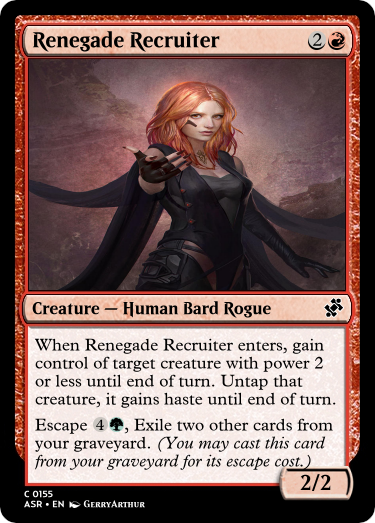 Renegade Recruiter 2
Creature — Human Bard Rogue
When Renegade Recruiter enters, gain
control of target creature with power 2
or less until end of turn. Untap that
creature, it gains haste until end of turn.
Escape 4, Exile two other cards from
your graveyard. (You may cast this card
from your graveyard for its escape cost.)
2/2
C 0155
ASR • EN GerryArthur